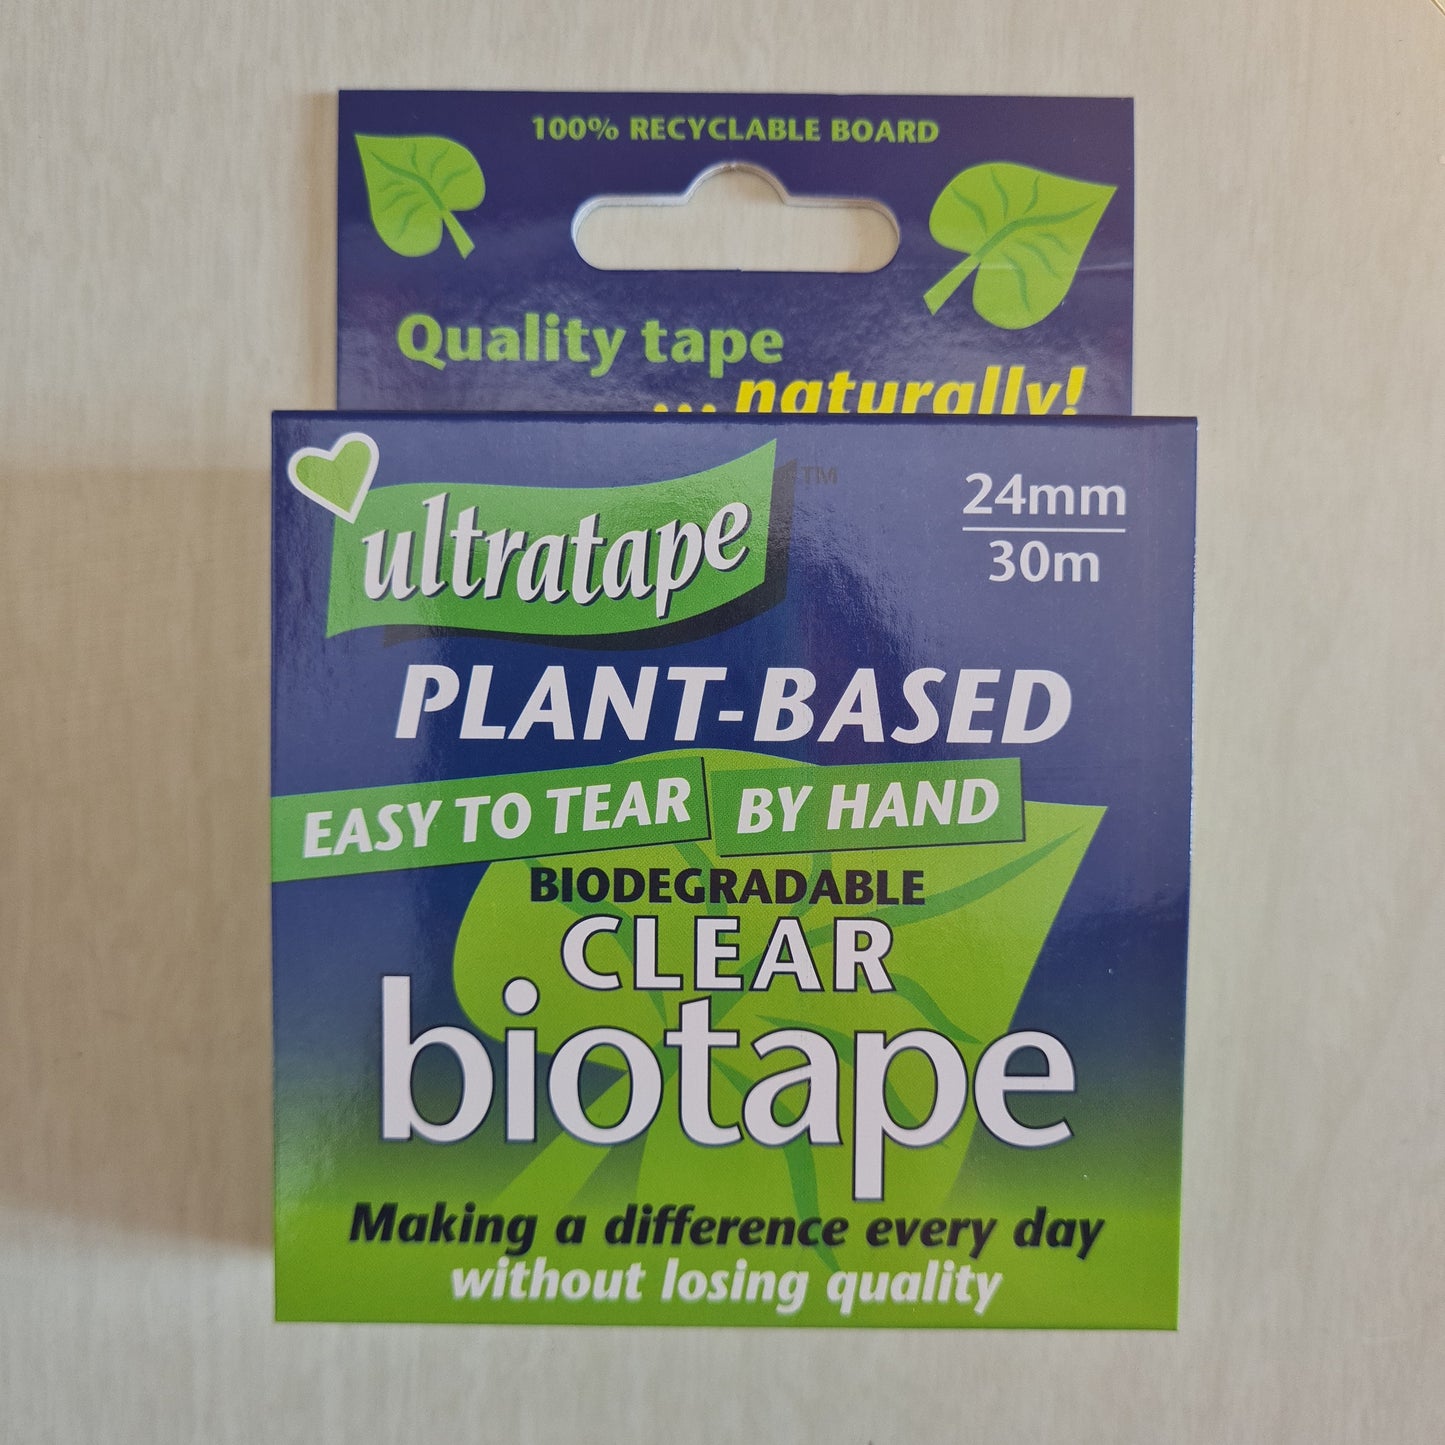 100% RECYCLABLE BOARD
Quality tape
... naturally!
ultratape™
24mm
30m
PLANT-BASED
EASY TO TEAR BY HAND
BIODEGRADABLE
CLEAR
biotape
Making a difference every day
without losing quality